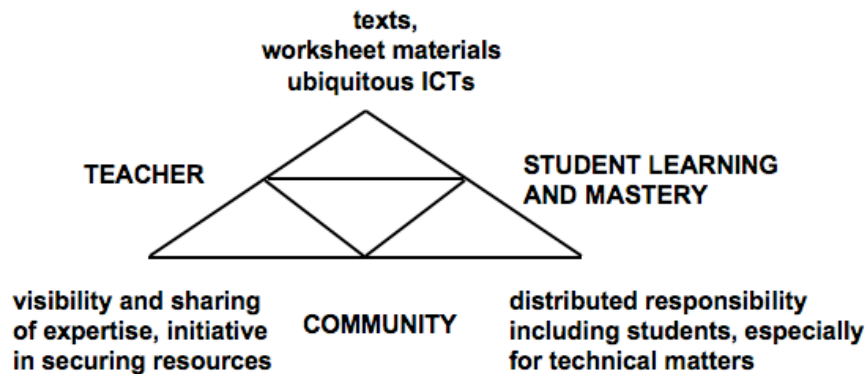 texts,
worksheet materials
ubiquitous ICTs
TEACHER
STUDENT LEARNING
AND MASTERY
visibility and sharing
of expertise, initiative
in securing resources
COMMUNITY
distributed responsibility
including students, especially
for technical matters